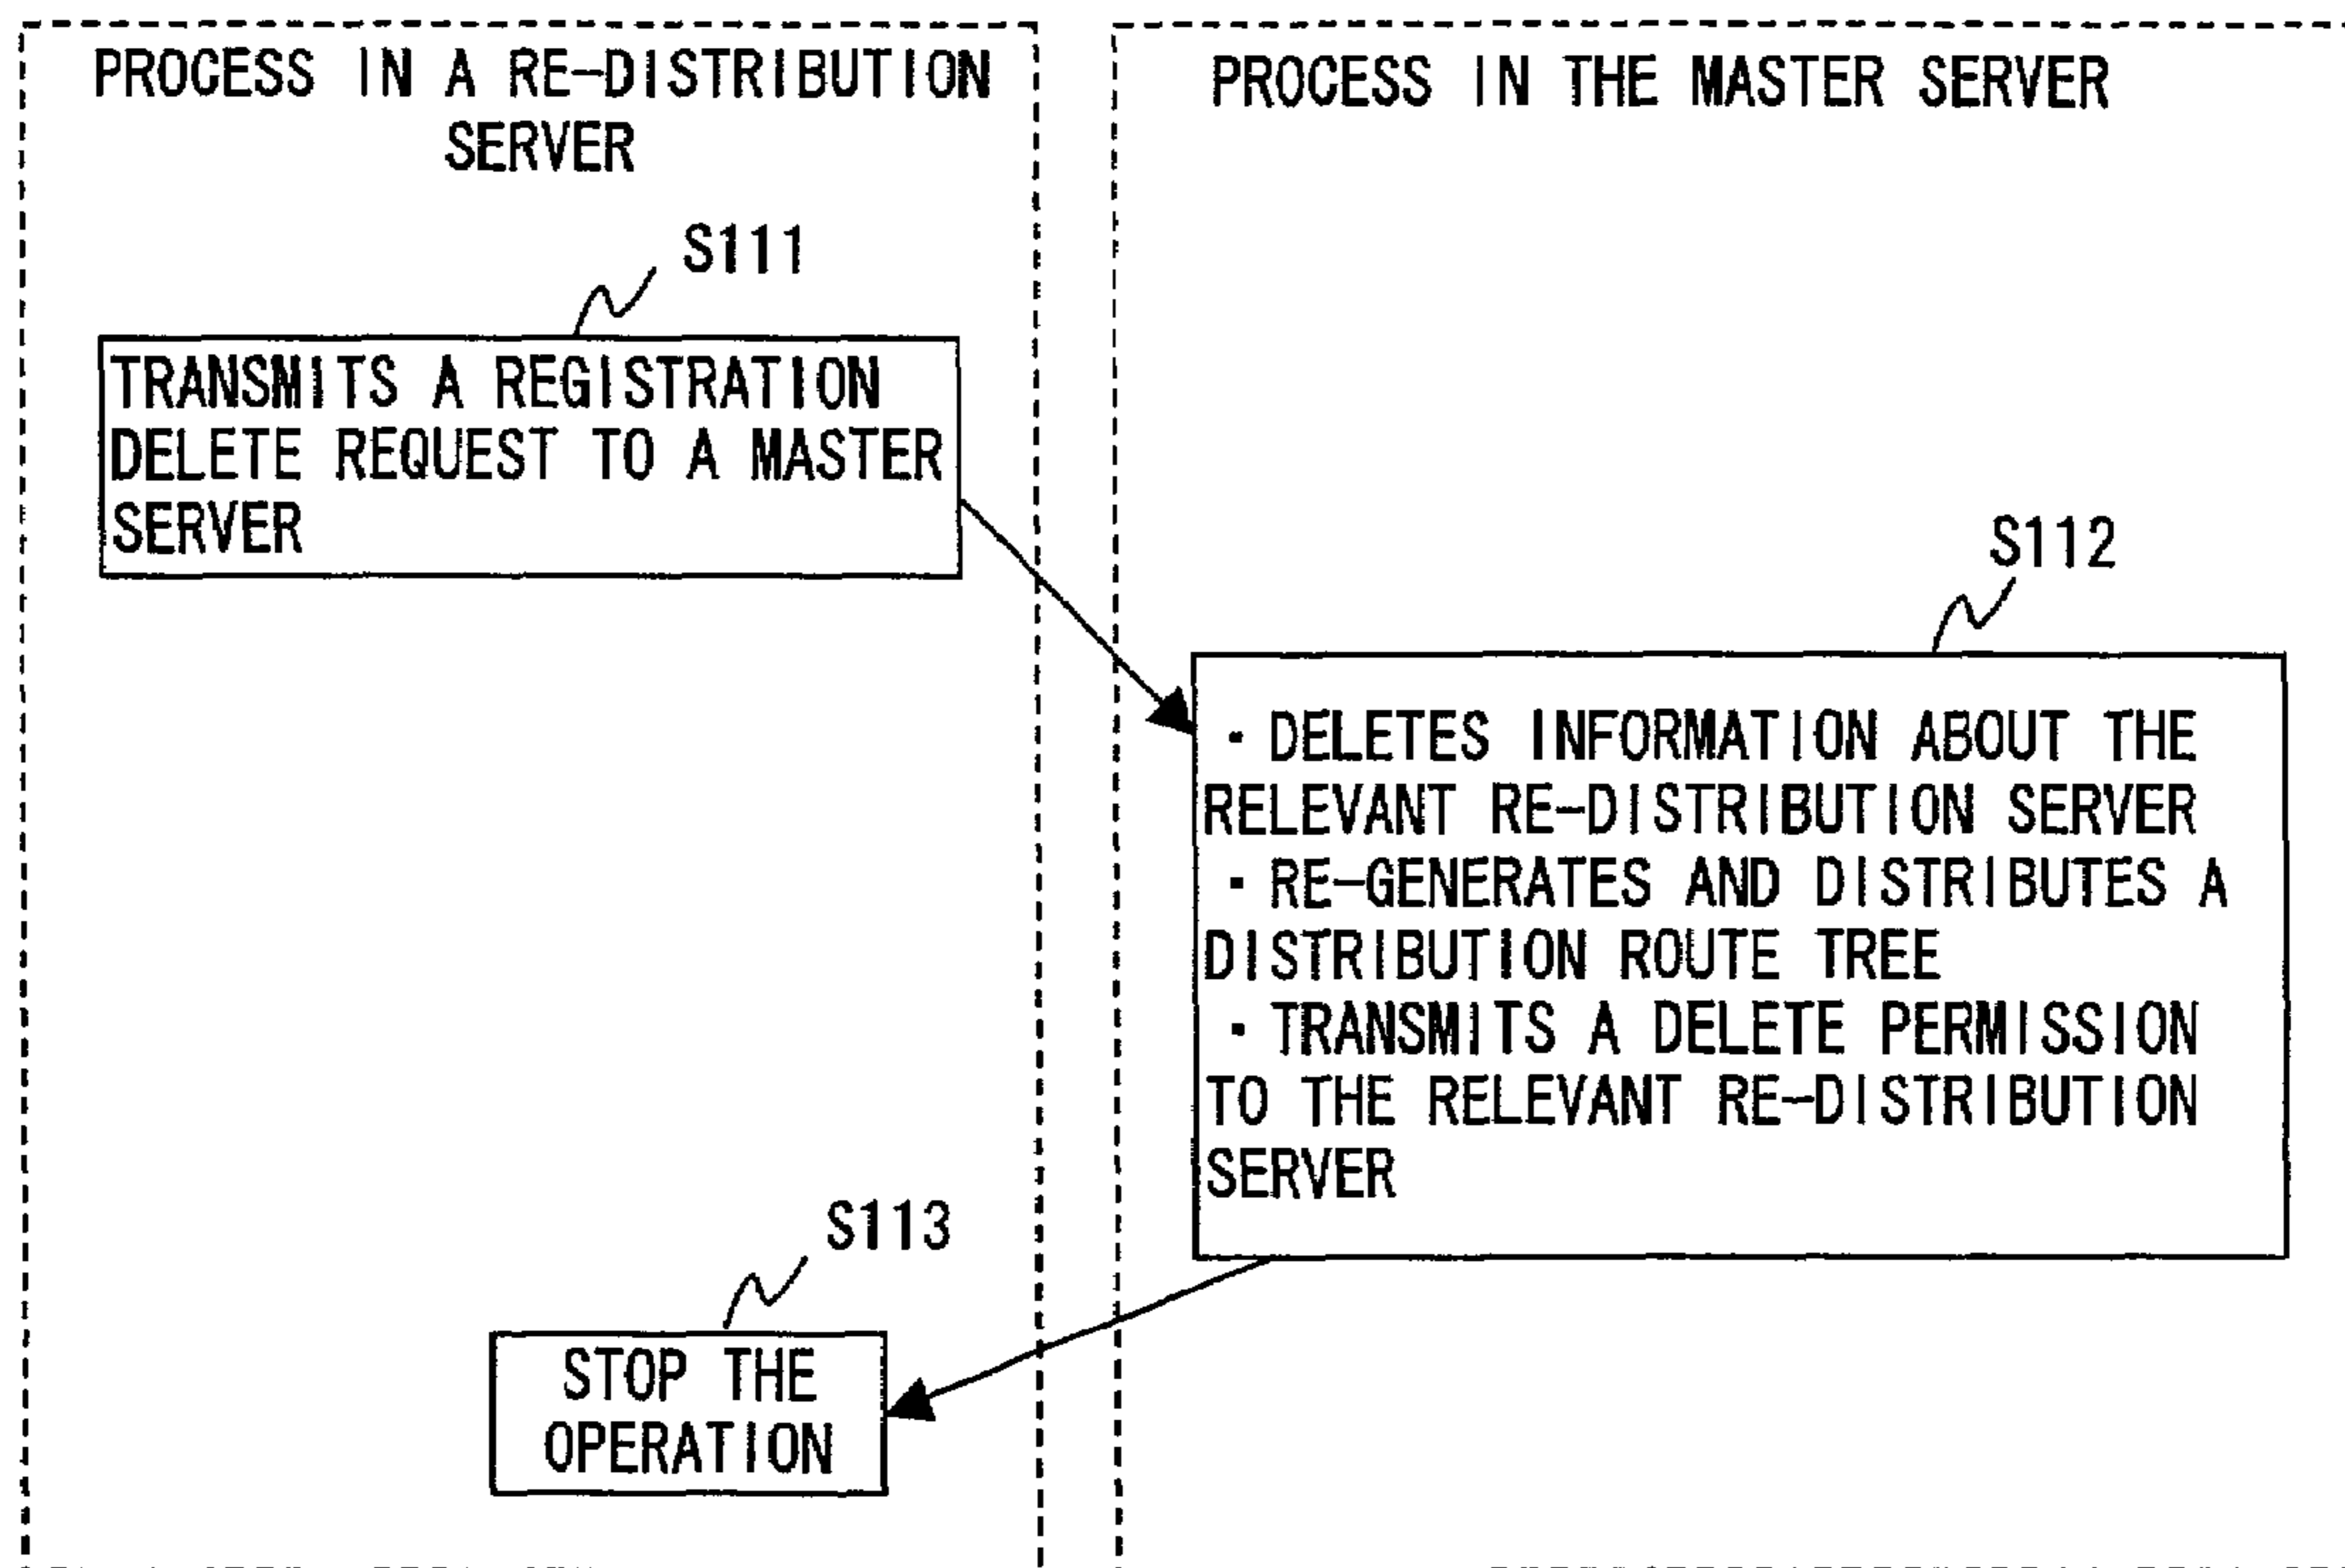 PROCESS IN A RE-DISTRIBUTION
SERVER
S111
TRANSMITS A REGISTRATION
DELETE REQUEST TO A MASTER
SERVER
PROCESS IN THE MASTER SERVER
S112
・DELETES INFORMATION ABOUT THE
RELEVANT RE-DISTRIBUTION SERVER
・RE-GENERATES AND DISTRIBUTES A
DISTRIBUTION ROUTE TREE
・TRANSMITS A DELETE PERMISSION
TO THE RELEVANT RE-DISTRIBUTION
SERVER
S113
STOP THE
OPERATION